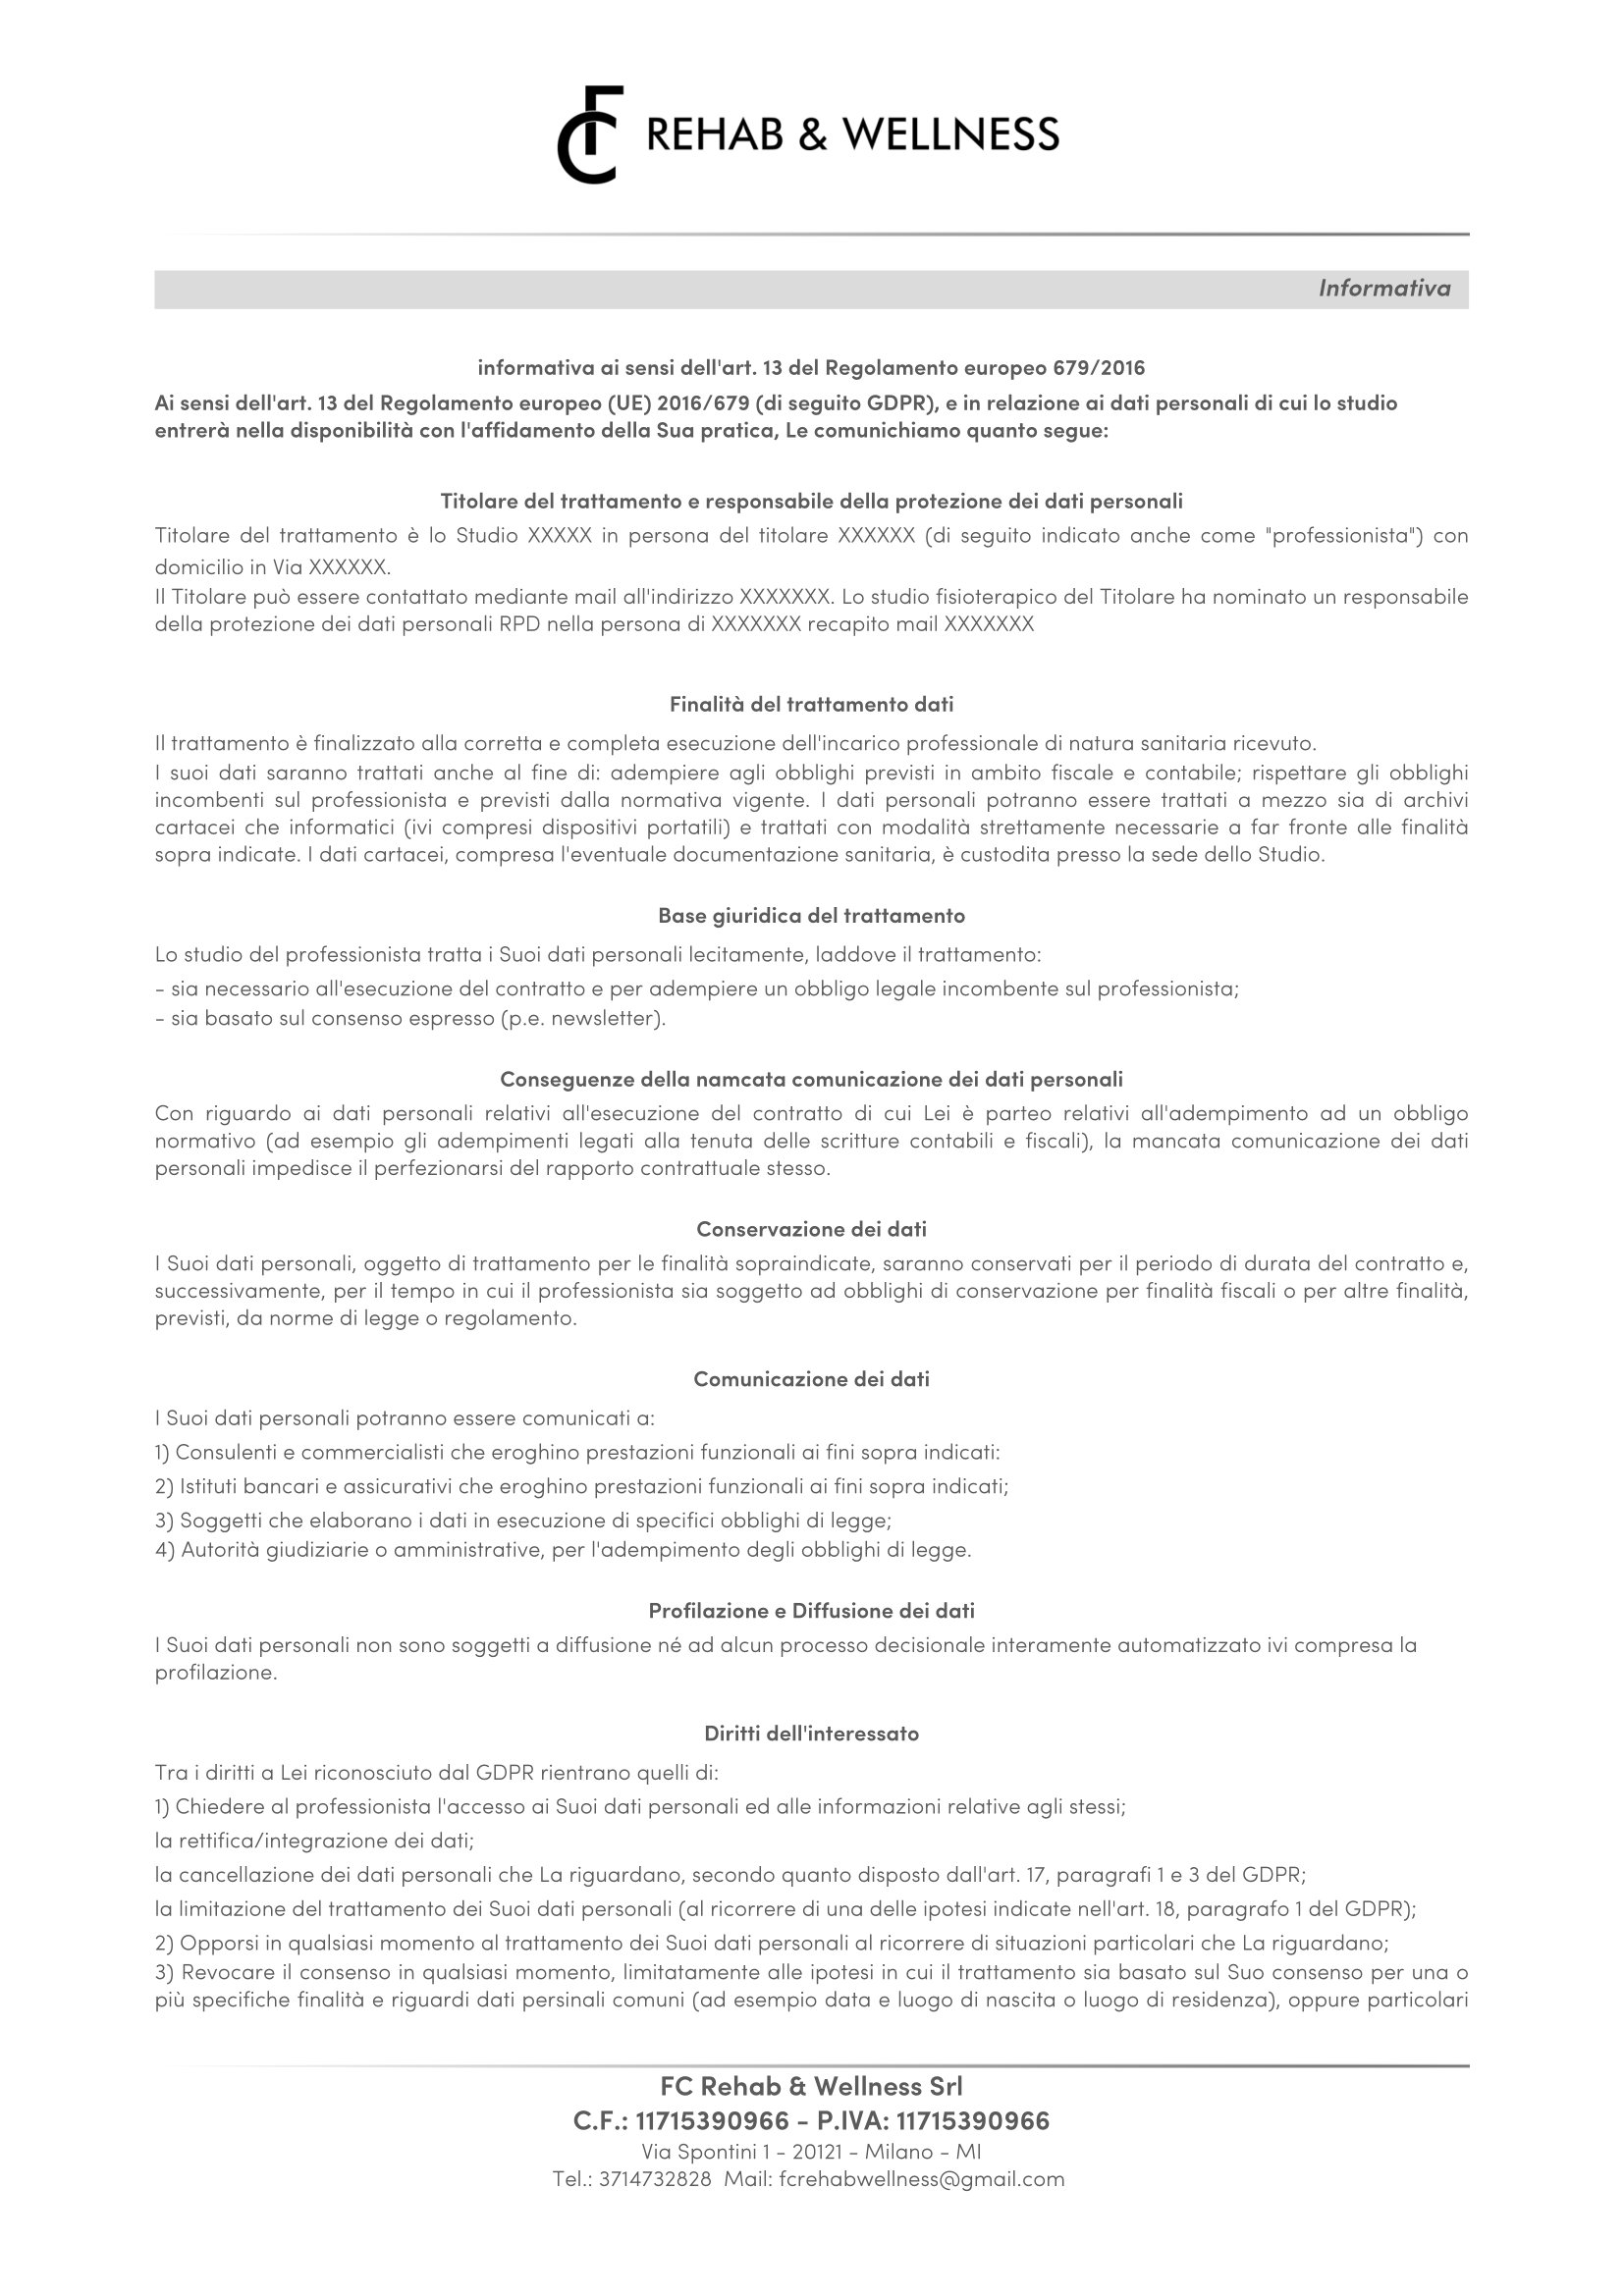 FC REHAB & WELLNESS
Informativa
informativa ai sensi dell'art. 13 del Regolamento europeo 679/2016
Ai sensi dell'art. 13 del Regolamento europeo (UE) 2016/679 (di seguito GDPR), e in relazione ai dati personali di cui lo studio
entrerà nella disponibilità con l'affidamento della Sua pratica, Le comunichiamo quanto segue:
Titolare del trattamento e responsabile della protezione dei dati personali
Titolare del trattamento è lo Studio XXXXX in persona del titolare XXXXXX (di seguito indicato anche come "professionista") con
domicilio in Via XXXXXX.
Il Titolare può essere contattato mediante mail all'indirizzo XXXXXXX. Lo studio fisioterapico del Titolare ha nominato un responsabile
della protezione dei dati personali RPD nella persona di XXXXXXX recapito mail XXXXXXX
Finalità del trattamento dati
Il trattamento è finalizzato alla corretta e completa esecuzione dell'incarico professionale di natura sanitaria ricevuto.
I suoi dati saranno trattati anche al fine di: adempiere agli obblighi previsti in ambito fiscale e contabile; rispettare gli obblighi
incombenti sul professionista e previsti dalla normativa vigente. I dati personali potranno essere trattati a mezzo sia di archivi
cartacei che informatici (ivi compresi dispositivi portatili) e trattati con modalità strettamente necessarie a far fronte alle finalità
sopra indicate. I dati cartacei, compresa l'eventuale documentazione sanitaria, è custodita presso la sede dello Studio.
Base giuridica del trattamento
Lo studio del professionista tratta i Suoi dati personali lecitamente, laddove il trattamento:
- sia necessario all'esecuzione del contratto e per adempiere un obbligo legale incombente sul professionista;
- sia basato sul consenso espresso (p.e. newsletter).
Conseguenze della namcata comunicazione dei dati personali
Con riguardo ai dati personali relativi all'esecuzione del contratto di cui Lei è parteo relativi all'adempimento ad un obbligo
normativo (ad esempio gli adempimenti legati alla tenuta delle scritture contabili e fiscali), la mancata comunicazione dei dati
personali impedisce il perfezionarsi del rapporto contrattuale stesso.
Conservazione dei dati
I Suoi dati personali, oggetto di trattamento per le finalità sopraindicate, saranno conservati per il periodo di durata del contratto e,
successivamente, per il tempo in cui il professionista sia soggetto ad obblighi di conservazione per finalità fiscali o per altre finalità,
previsti, da norme di legge o regolamento.
Comunicazione dei dati
I Suoi dati personali potranno essere comunicati a:
1) Consulenti e commercialisti che eroghino prestazioni funzionali ai fini sopra indicati:
2) Istituti bancari e assicurativi che eroghino prestazioni funzionali ai fini sopra indicati;
3) Soggetti che elaborano i dati in esecuzione di specifici obblighi di legge;
4) Autorità giudiziarie o amministrative, per l'adempimento degli obblighi di legge.
Profilazione e Diffusione dei dati
I Suoi dati personali non sono soggetti a diffusione né ad alcun processo decisionale interamente automatizzato ivi compresa la
profilazione.
Diritti dell'interessato
Tra i diritti a Lei riconosciuto dal GDPR rientrano quelli di:
1) Chiedere al professionista l'accesso ai Suoi dati personali ed alle informazioni relative agli stessi;
la rettifica/integrazione dei dati;
la cancellazione dei dati personali che La riguardano, secondo quanto disposto dall'art. 17, paragrafi 1 e 3 del GDPR;
la limitazione del trattamento dei Suoi dati personali (al ricorrere di una delle ipotesi indicate nell'art. 18, paragrafo 1 del GDPR);
2) Opporsi in qualsiasi momento al trattamento dei Suoi dati personali al ricorrere di situazioni particolari che La riguardano;
3) Revocare il consenso in qualsiasi momento, limitatamente alle ipotesi in cui il trattamento sia basato sul Suo consenso per una o
più specifiche finalità e riguardi dati persinali comuni (ad esempio data e luogo di nascita o luogo di residenza), oppure particolari
FC Rehab & Wellness Srl
C.F.: 11715390966 - P.IVA: 11715390966
Via Spontini 1 - 20121 - Milano - MI
Tel.: 3714732828 Mail: fcrehabwellness@gmail.com